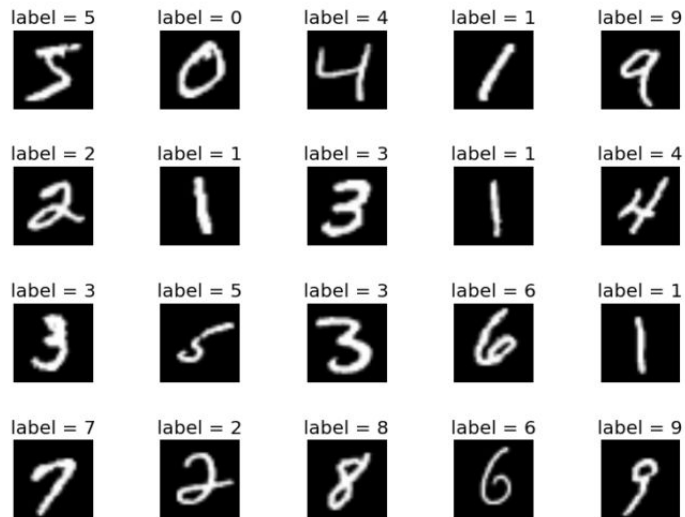 label = 5 label = 0 label = 4 label = 1 label = 9
5 0 4 1 9
label = 2 label = 1 label = 3 label = 1 label = 4
2 1 3 1 4
label = 3 label = 5 label = 3 label = 6 label = 1
3 5 3 6 1
label = 7 label = 2 label = 8 label = 6 label = 9
7 2 8 6 9